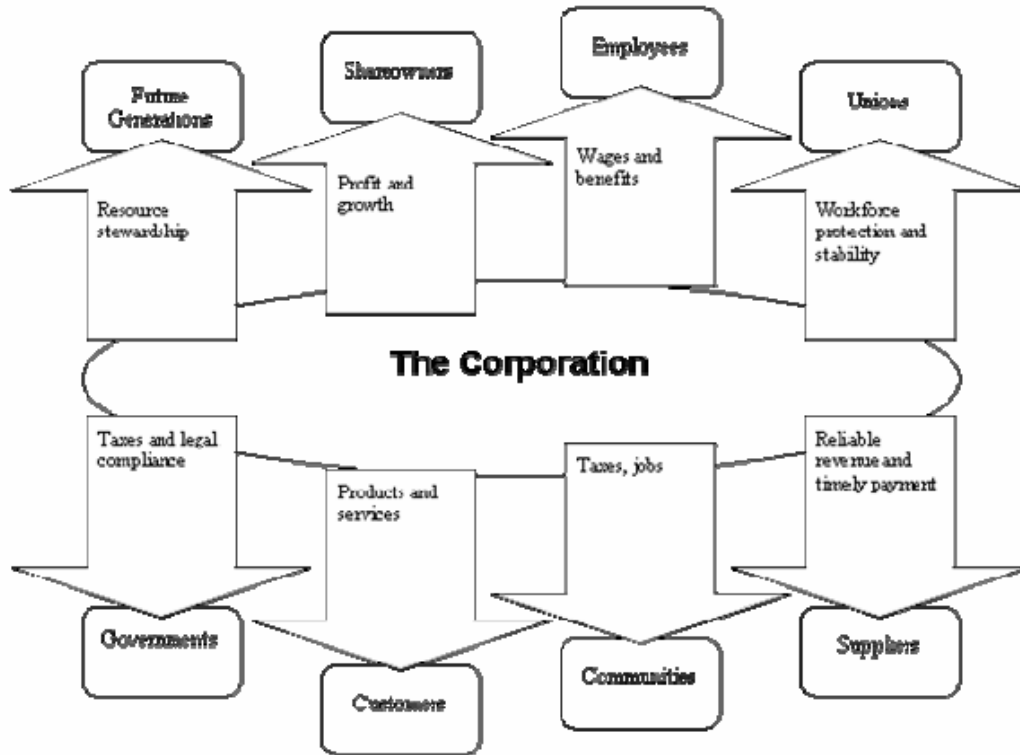 Employees
Shareowners
Future
Generations
Unions
Wages and
benefits
Profit and
growth
Resource
stewardship
Workforce
protection and
stability
The Corporation
Taxes and legal
compliance
Products and
services
Taxes, jobs
Reliable
revenue and
timely payment
Governments
Customers
Communities
Suppliers